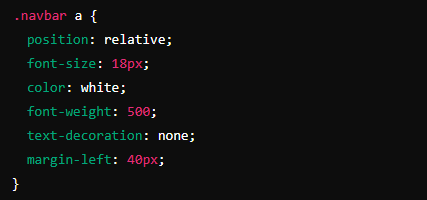 .navbar a {
  position: relative;
  font-size: 18px;
  color: white;
  font-weight: 500;
  text-decoration: none;
  margin-left: 40px;
}